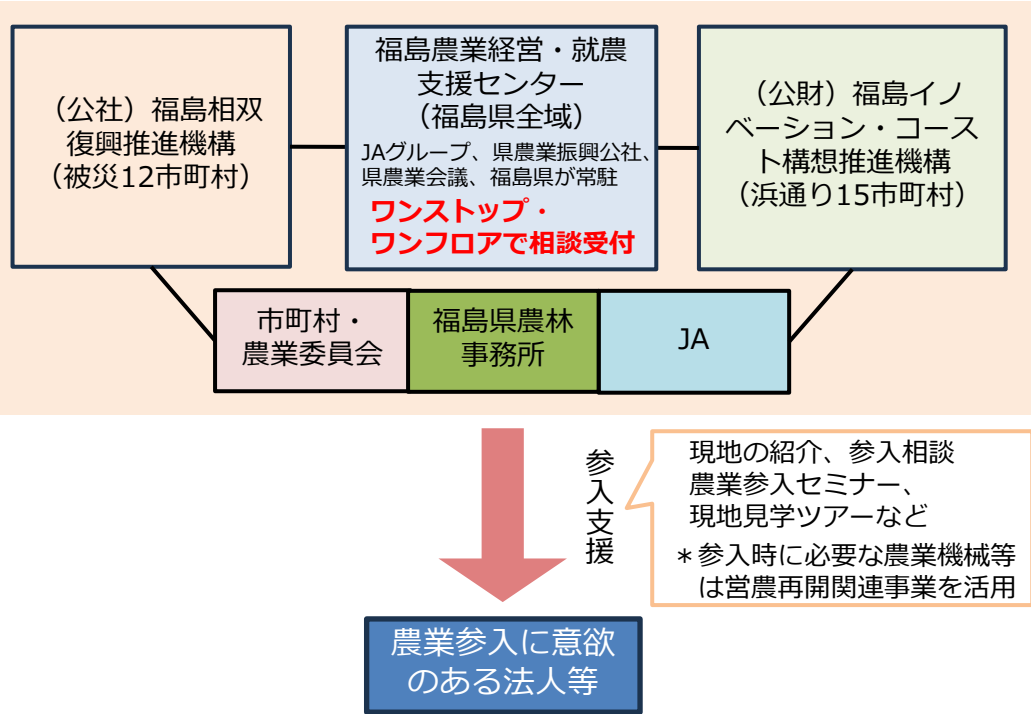 （公社）福島相双
復興推進機構
（被災12市町村）
福島農業経営・就農
支援センター
（福島県全域）
JAグループ、県農業振興公社、
県農業会議、福島県が常駐
ワンストップ・
ワンフロアで相談受付
（公財）福島イノ
ベーション・コース
ト構想推進機構
（浜通り15市町村）
市町村・
農業委員会
福島県農林
事務所
JA
参入支援
現地の紹介、参入相談
農業参入セミナー、
現地見学ツアーなど
＊参入時に必要な農業機械等
は営農再開関連事業を活用
農業参入に意欲
のある法人等